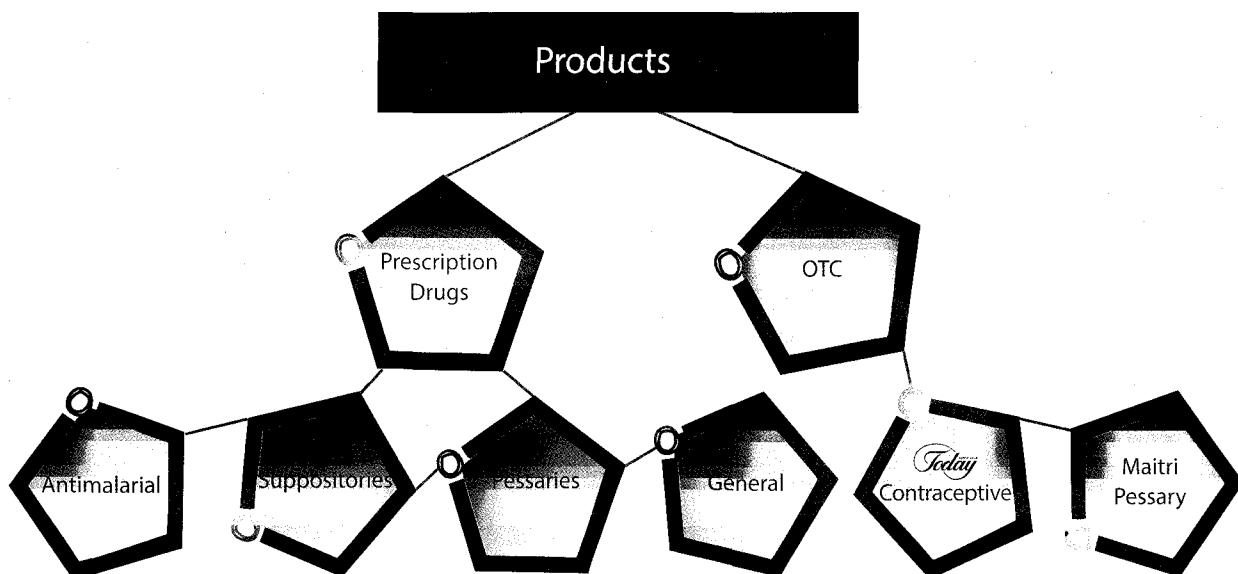 Products
Prescription
Drugs
OTC
Antimalarial
Suppositories
Pessaries
General
Today
Contraceptive
Maitri
Pessary